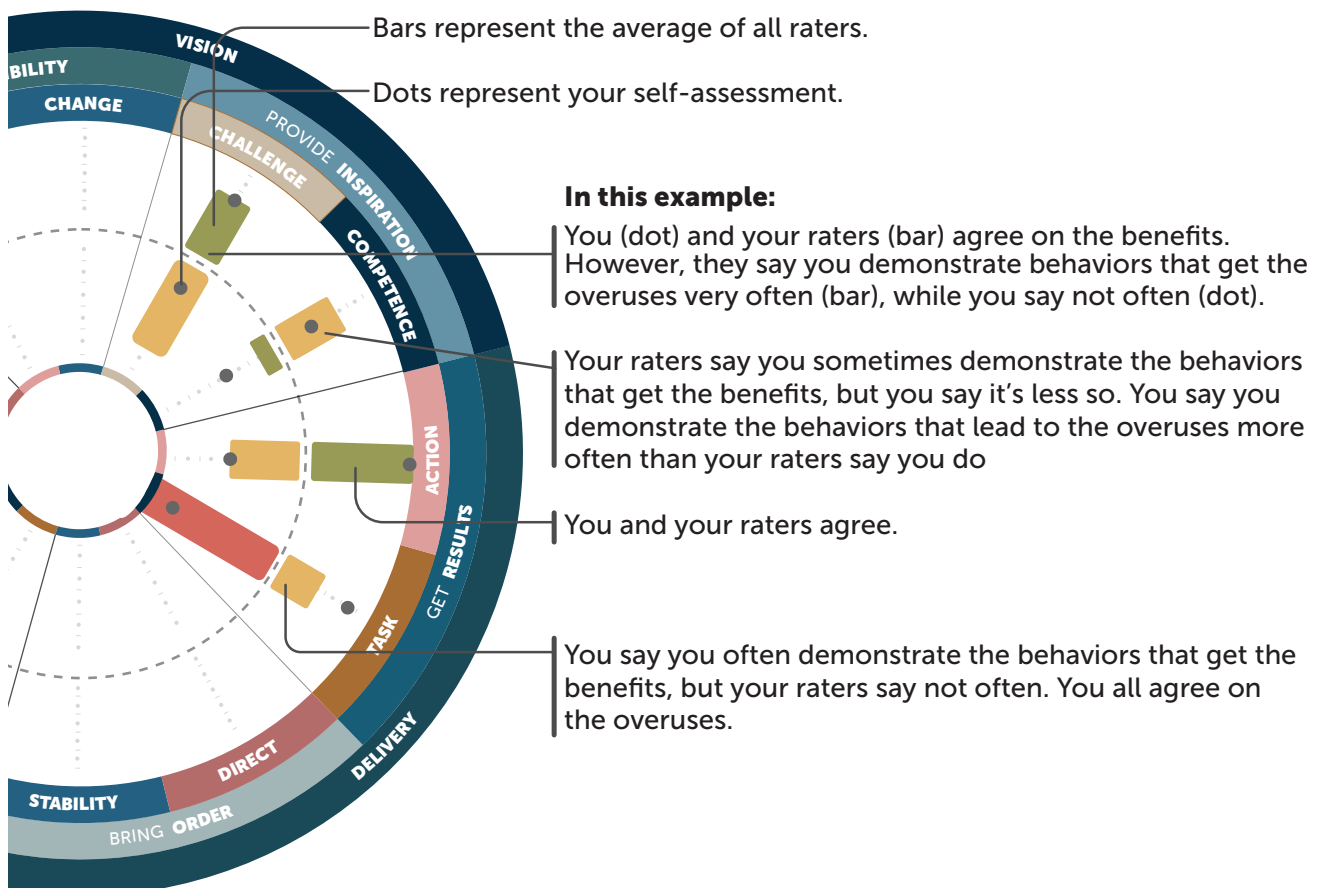 Bars represent the average of all raters.
Dots represent your self-assessment.
VISION
BILITY
CHANGE
PROVIDE INSPIRATION
CHALLENGE
COMPETENCE
In this example:
You (dot) and your raters (bar) agree on the benefits.
However, they say you demonstrate behaviors that get the
overuses very often (bar), while you say not often (dot).
Your raters say you sometimes demonstrate the behaviors
that get the benefits, but you say it’s less so. You say you
demonstrate the behaviors that lead to the overuses more
often than your raters say you do
ACTION
You and your raters agree.
GET RESULTS
TASK
You say you often demonstrate the behaviors that get the
benefits, but your raters say not often. You all agree on
the overuses.
DELIVERY
DIRECT
STABILITY
BRING ORDER